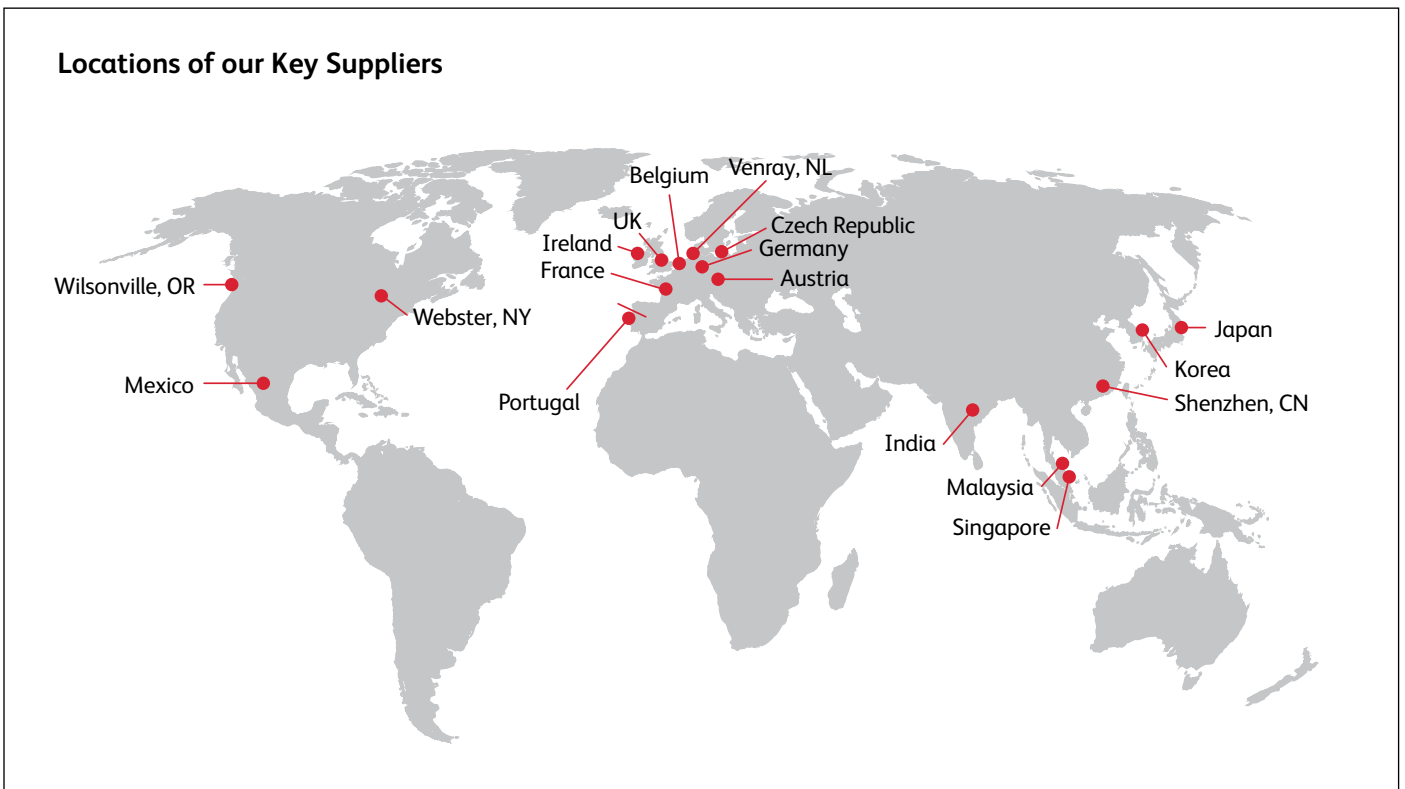 Locations of our Key Suppliers
Belgium
Venray, NL
UK
Czech Republic
Ireland
Germany
France
Austria
Wilsonville, OR
Webster, NY
Japan
Korea
Mexico
Portugal
Shenzhen, CN
India
Malaysia
Singapore